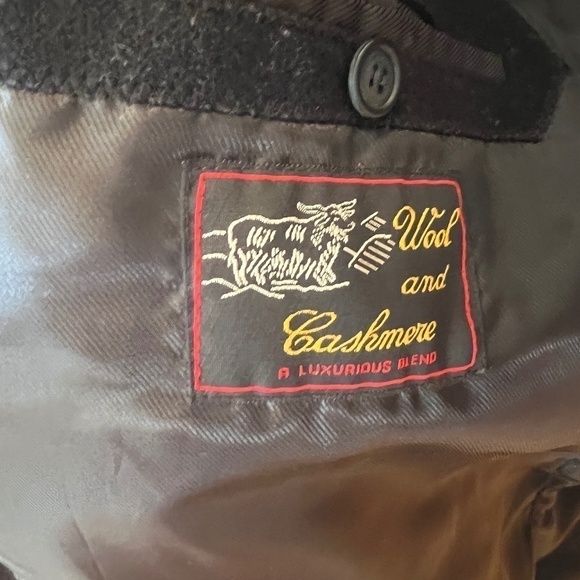 Wool
and
Cashmere
A LUXURIOUS BLEND